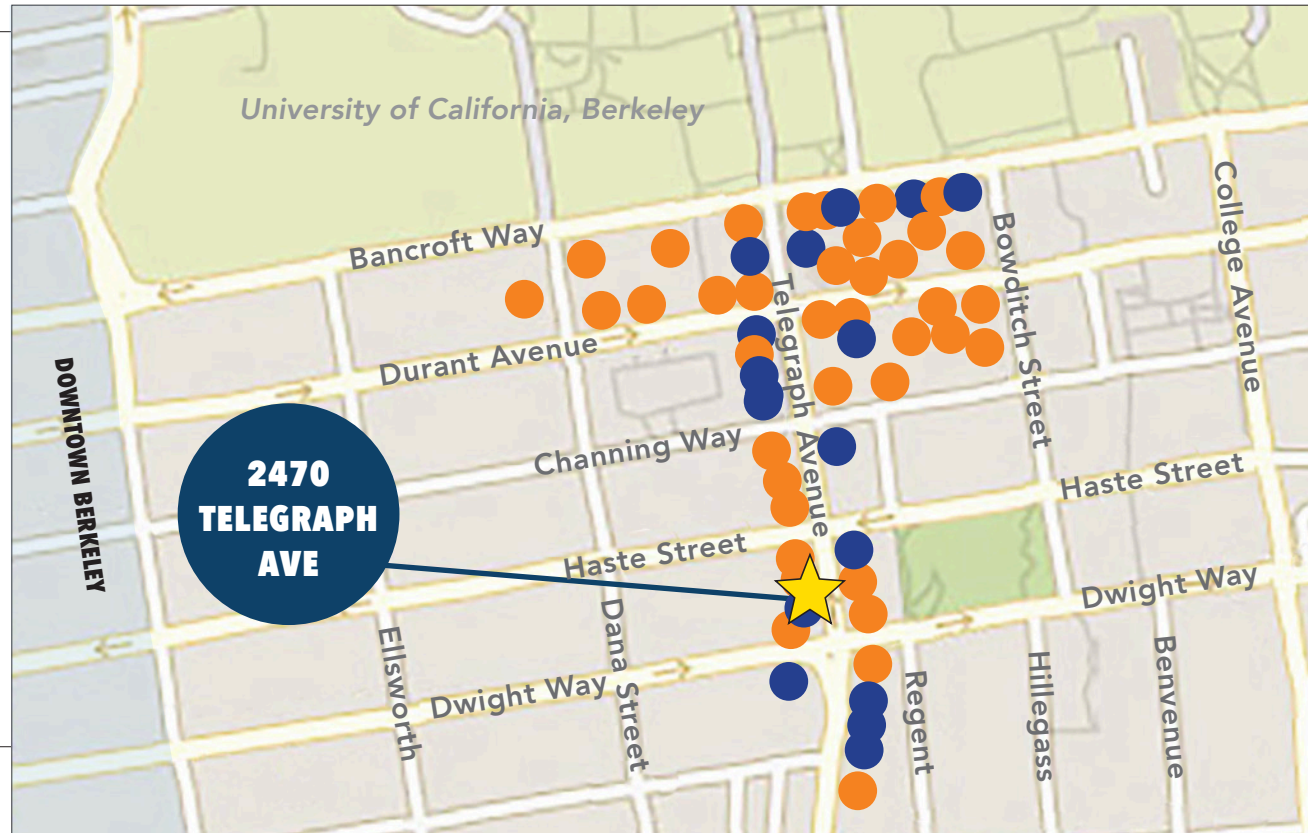 University of California, Berkeley
Bancroft Way
Durant Avenue
Channing Way
Haste Street
Dwight Way
Telegraph Avenue
Bowditch Street
College Avenue
Haste Street
Dwight Way
DOWNTOWN BERKELEY
2470
TELEGRAPH
AVE
Ellsworth
Dana Street
Regent
Hillegass
Benvenue